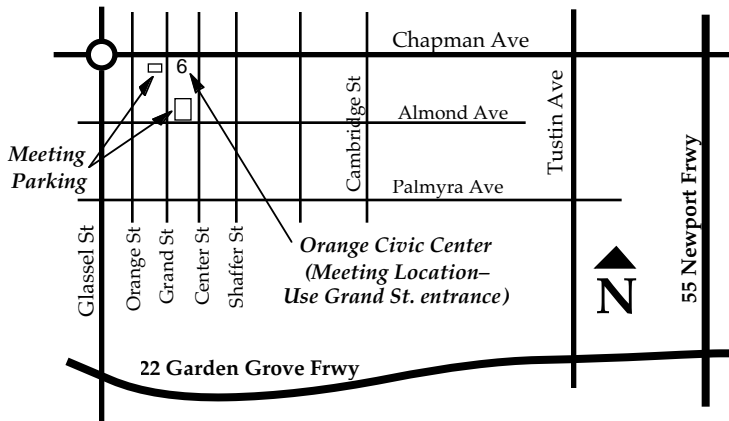 Chapman Ave
6
Almond Ave
Cambridge St
Tustin Ave
Meeting
Parking
Palmyra Ave
Glassel St
Orange St
Grand St
Center St
Shaffer St
Orange Civic Center
(Meeting Location–
Use Grand St. entrance)
N
55 Newport Frwy
22 Garden Grove Frwy